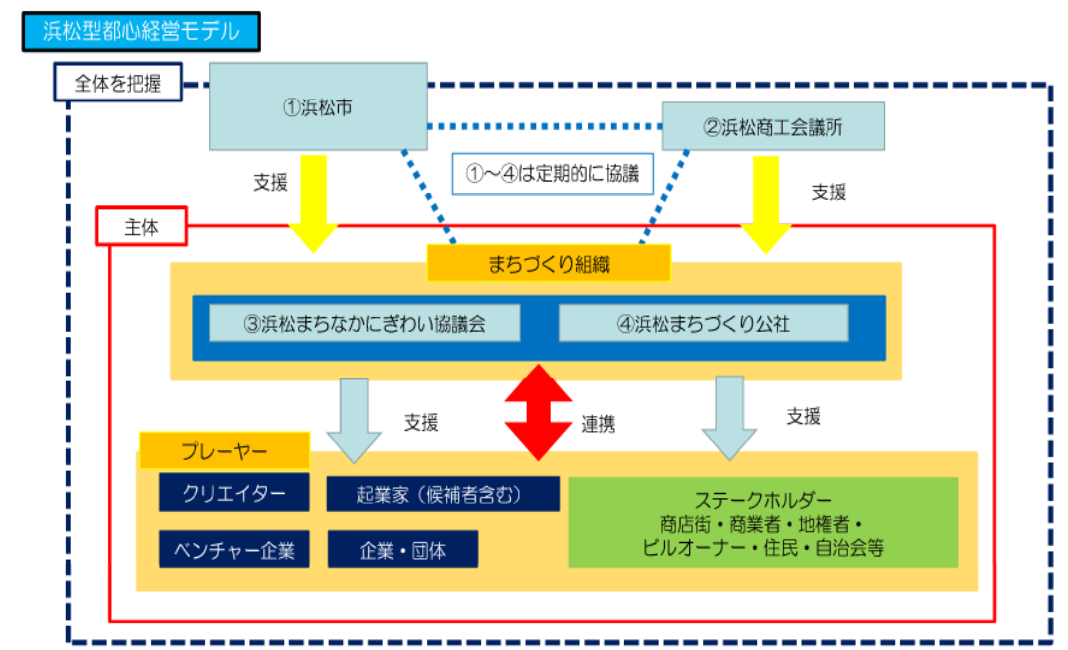 浜松型都心経営モデル
全体を把握
①浜松市
②浜松商工会議所
①～④は定期的に協議
支援
支援
主体
まちづくり組織
③浜松まちなかにぎわい協議会
④浜松まちづくり公社
支援
連携
支援
プレーヤー
クリエイター
起業家（候補者含む）
ベンチャー企業
企業・団体
ステークホルダー
商店街・商業者・地権者・
ビルオーナー・住民・自治会等